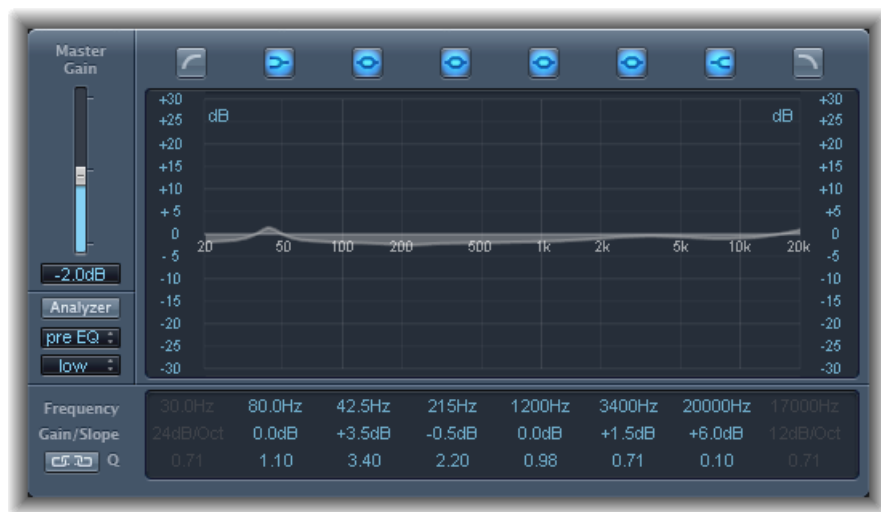 Master
Gain
+30 +30
+25 dB dB +25
+20 +20
+15 +15
+10 +10
+ 5 +5
0 0
20 50 100 200 500 1k 2k 5k 10k 20k
- 5 -5
-2.0dB -10 -10
Analyzer -15 -15
-20 -20
pre EQ -25 -25
low -30 -30
Frequency 30.0Hz 80.0Hz 42.5Hz 215Hz 1200Hz 3400Hz 20000Hz 17000Hz
Gain/Slope 24dB/Oct 0.0dB +3.5dB -0.5dB 0.0dB +1.5dB +6.0dB 12dB/Oct
Q 0.71 1.10 3.40 2.20 0.98 0.71 0.10 0.71